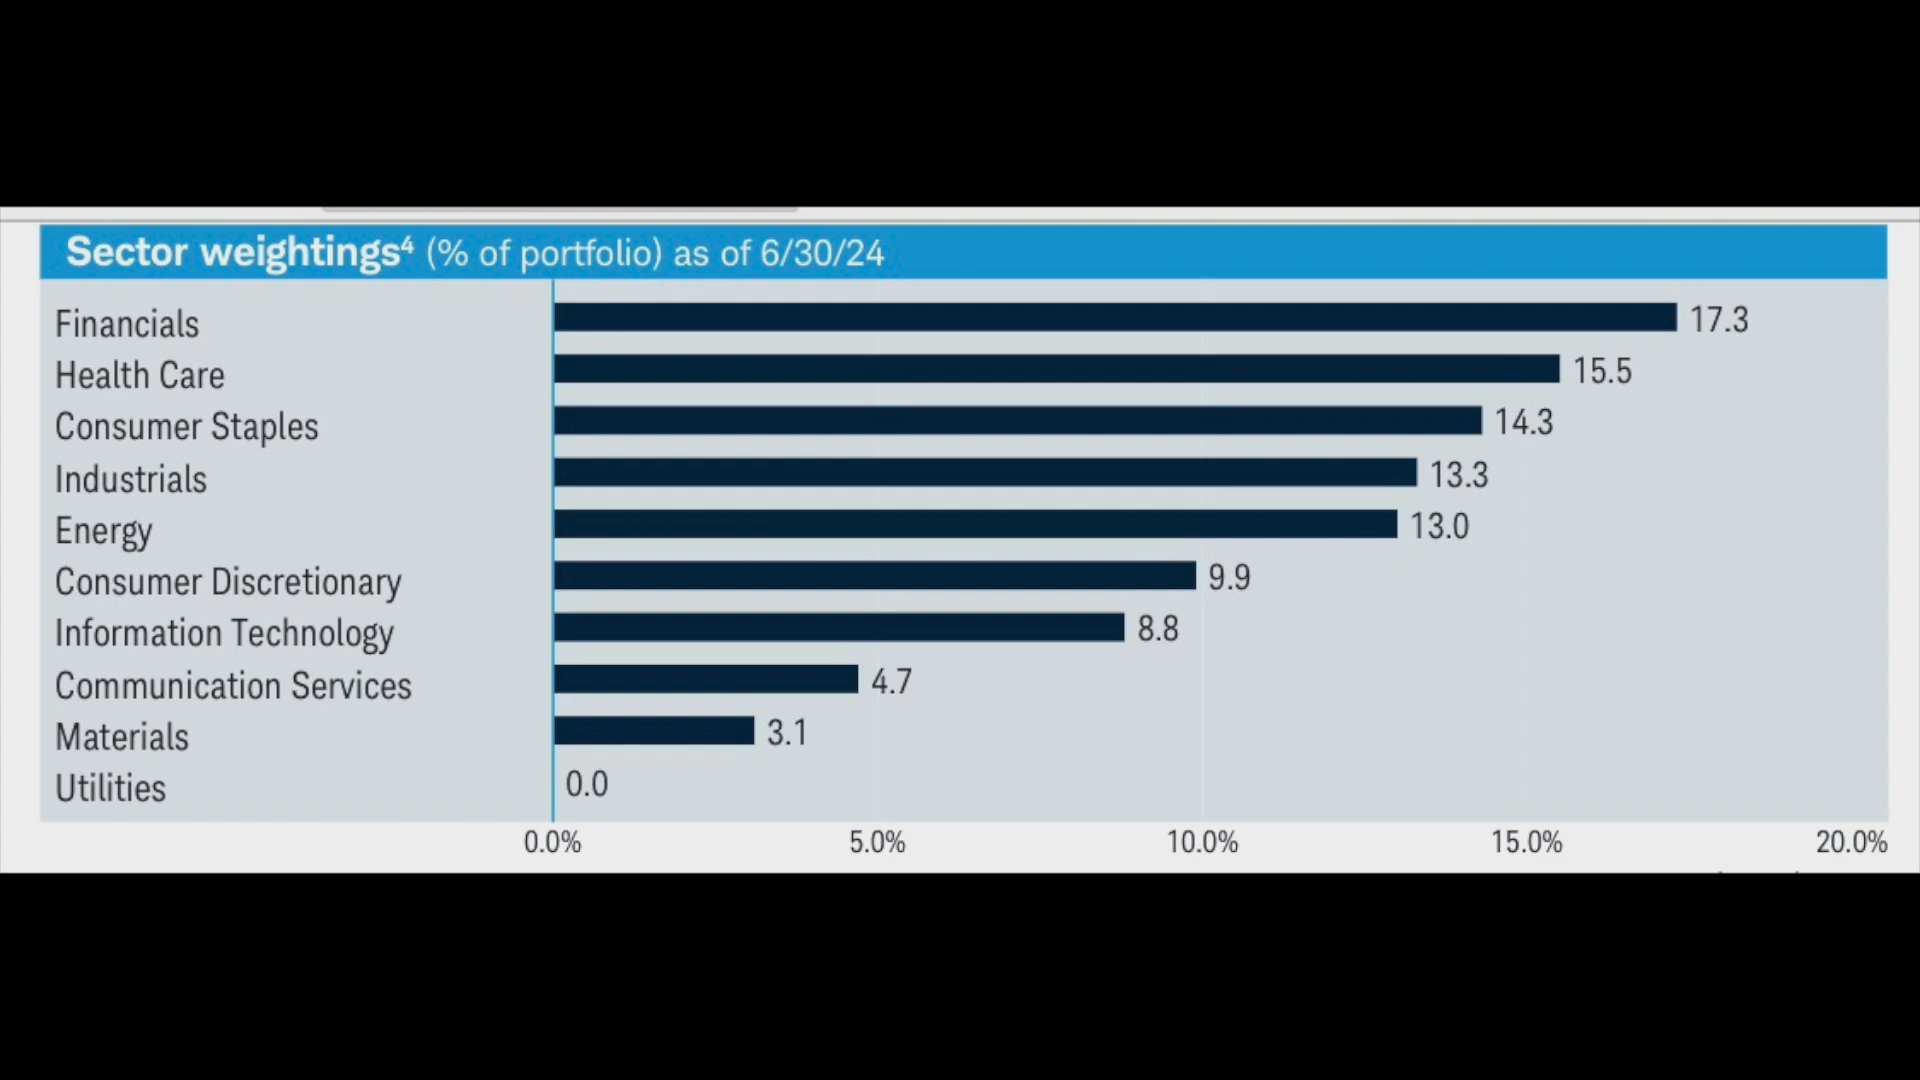 Sector weightings⁴ (% of portfolio) as of 6/30/24
Financials 17.3
Health Care 15.5
Consumer Staples 14.3
Industrials 13.3
Energy 13.0
Consumer Discretionary 9.9
Information Technology 8.8
Communication Services 4.7
Materials 3.1
Utilities 0.0
0.0% 5.0% 10.0% 15.0% 20.0%